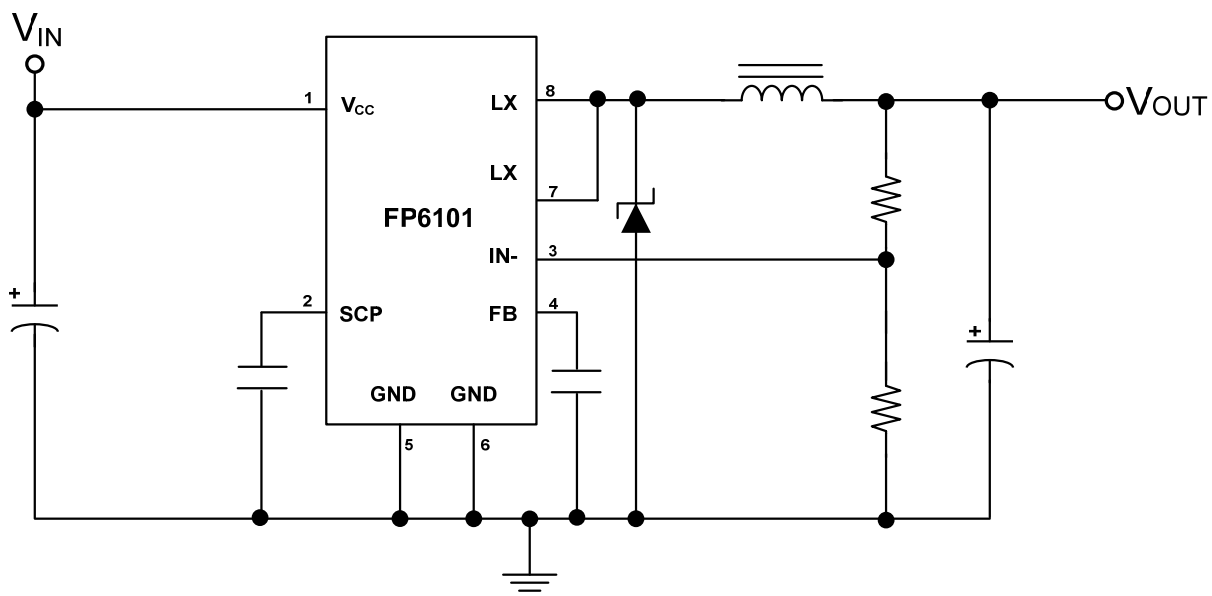 VIN
1
VCC
LX
8
VOUT
LX
7
FP6101
IN-
3
+
2
SCP
FB
4
+
GND
GND
5
6